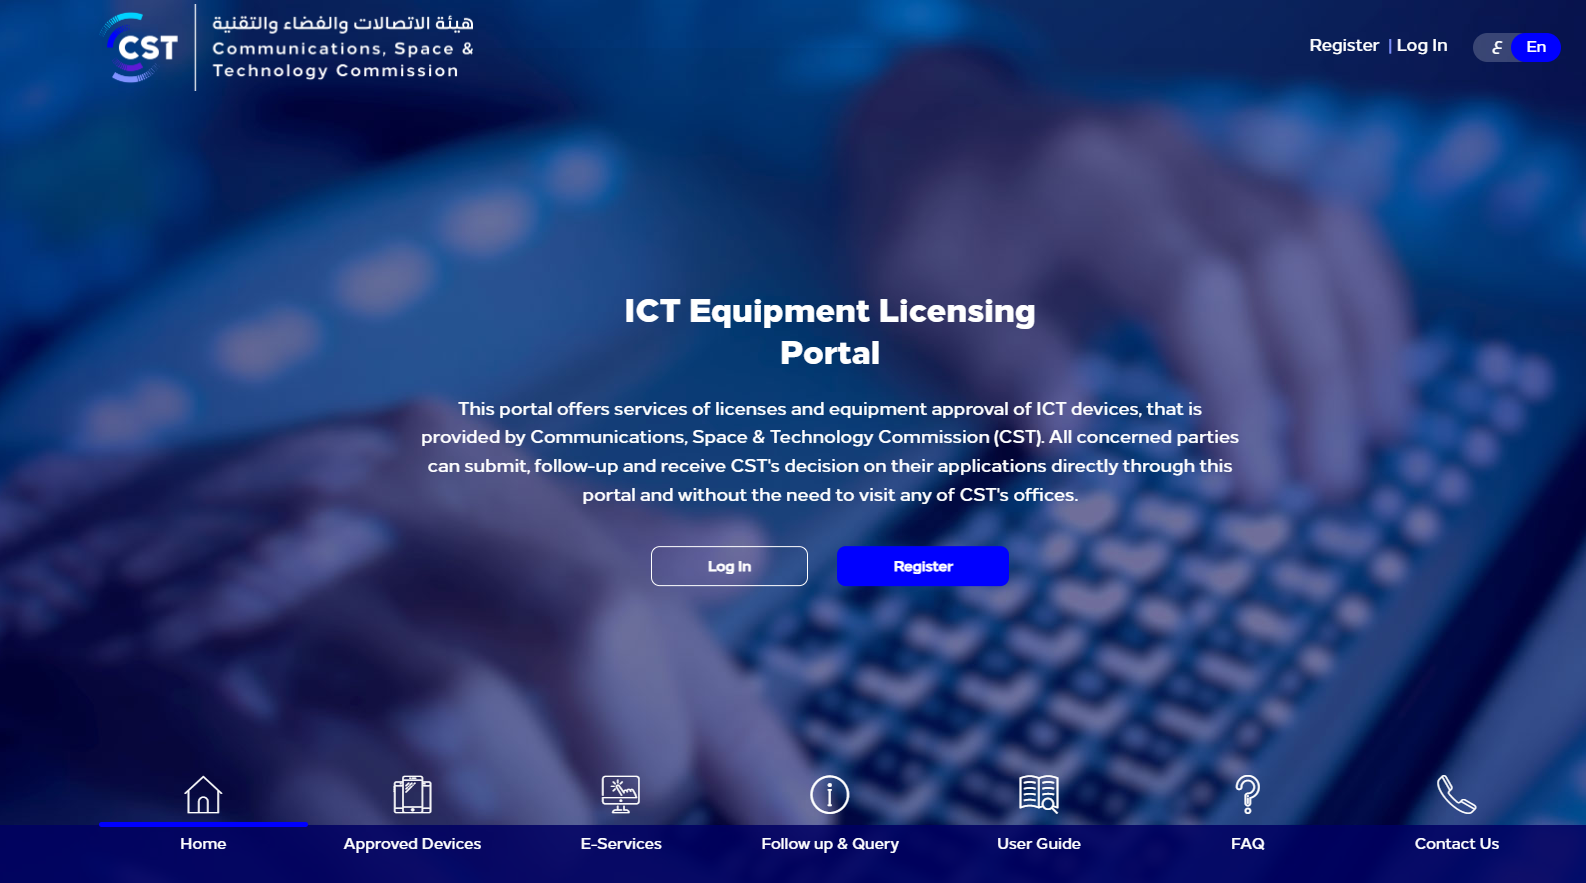 هيئة الاتصالات والفضاء والتقنية
CST
Communications, Space &
Technology Commission
Register | Log In
ع En
ICT Equipment Licensing
Portal
This portal offers services of licenses and equipment approval of ICT devices, that is
provided by Communications, Space & Technology Commission (CST). All concerned parties
can submit, follow-up and receive CST's decision on their applications directly through this
portal and without the need to visit any of CST's offices.
Log In
Register
Home
Approved Devices
E-Services
Follow up & Query
User Guide
FAQ
Contact Us